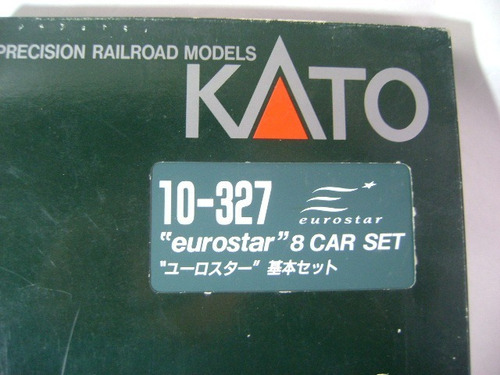 PRECISION RAILROAD MODELS
KATO
10-327
eurostar
"eurostar" 8 CAR SET
"ユーロスター" 基本セット